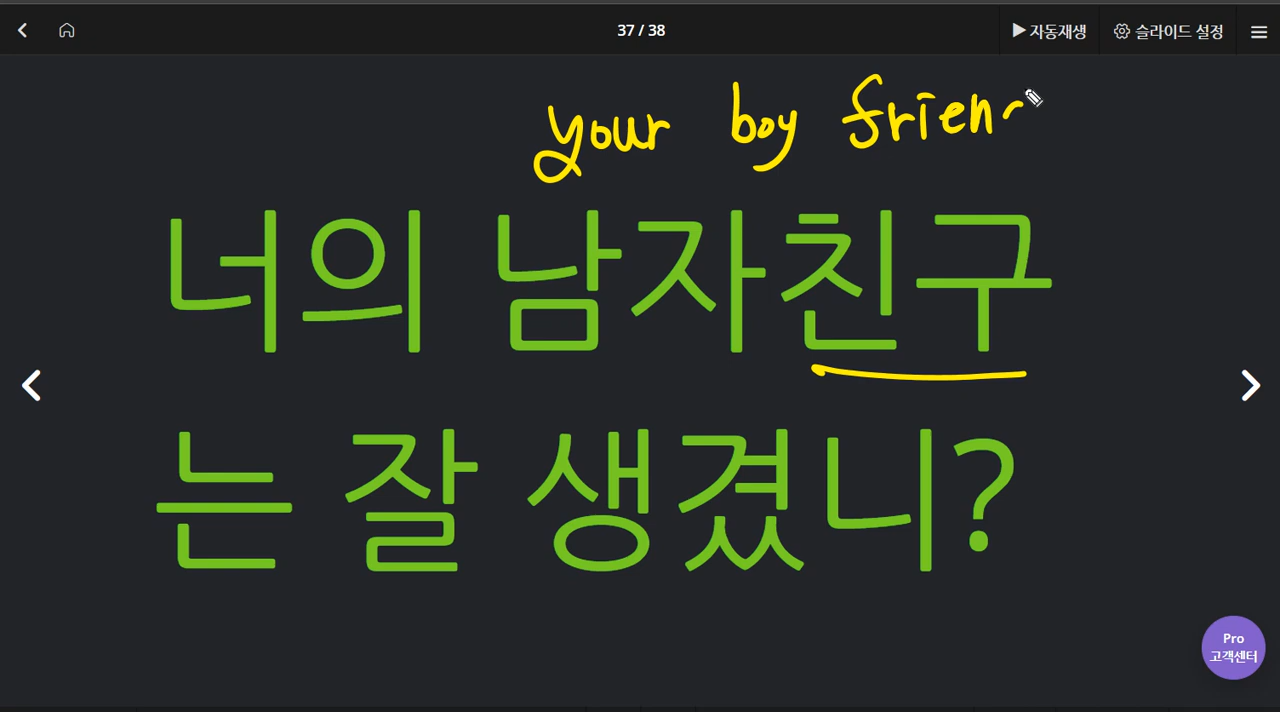 37 / 38
자동재생
슬라이드 설정
your boy frien
너의 남자친구
는 잘 생겼니?
Pro
고객센터